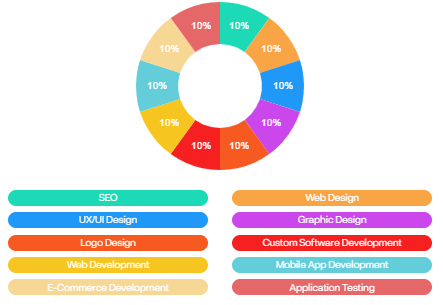 10% 10%
10% 10%
10% 10%
10% 10%
10% 10%
SEO
Web Design
UX/UI Design
Graphic Design
Logo Design
Custom Software Development
Web Development
Mobile App Development
E-Commerce Development
Application Testing